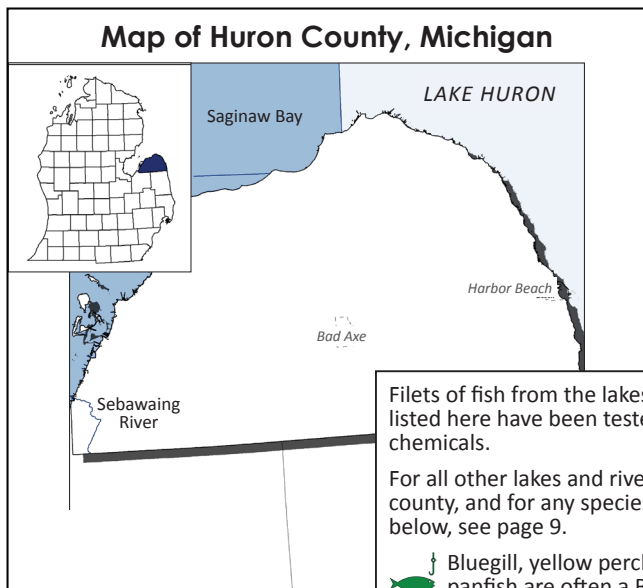 Map of Huron County, Michigan
LAKE HURON
Saginaw Bay
Harbor Beach
Bad Axe
Sebawaing
River
Filets of fish from the lakes
listed here have been teste
chemicals.
For all other lakes and rive
county, and for any specie
below, see page 9.
Bluegill, yellow perc
panfish are often a